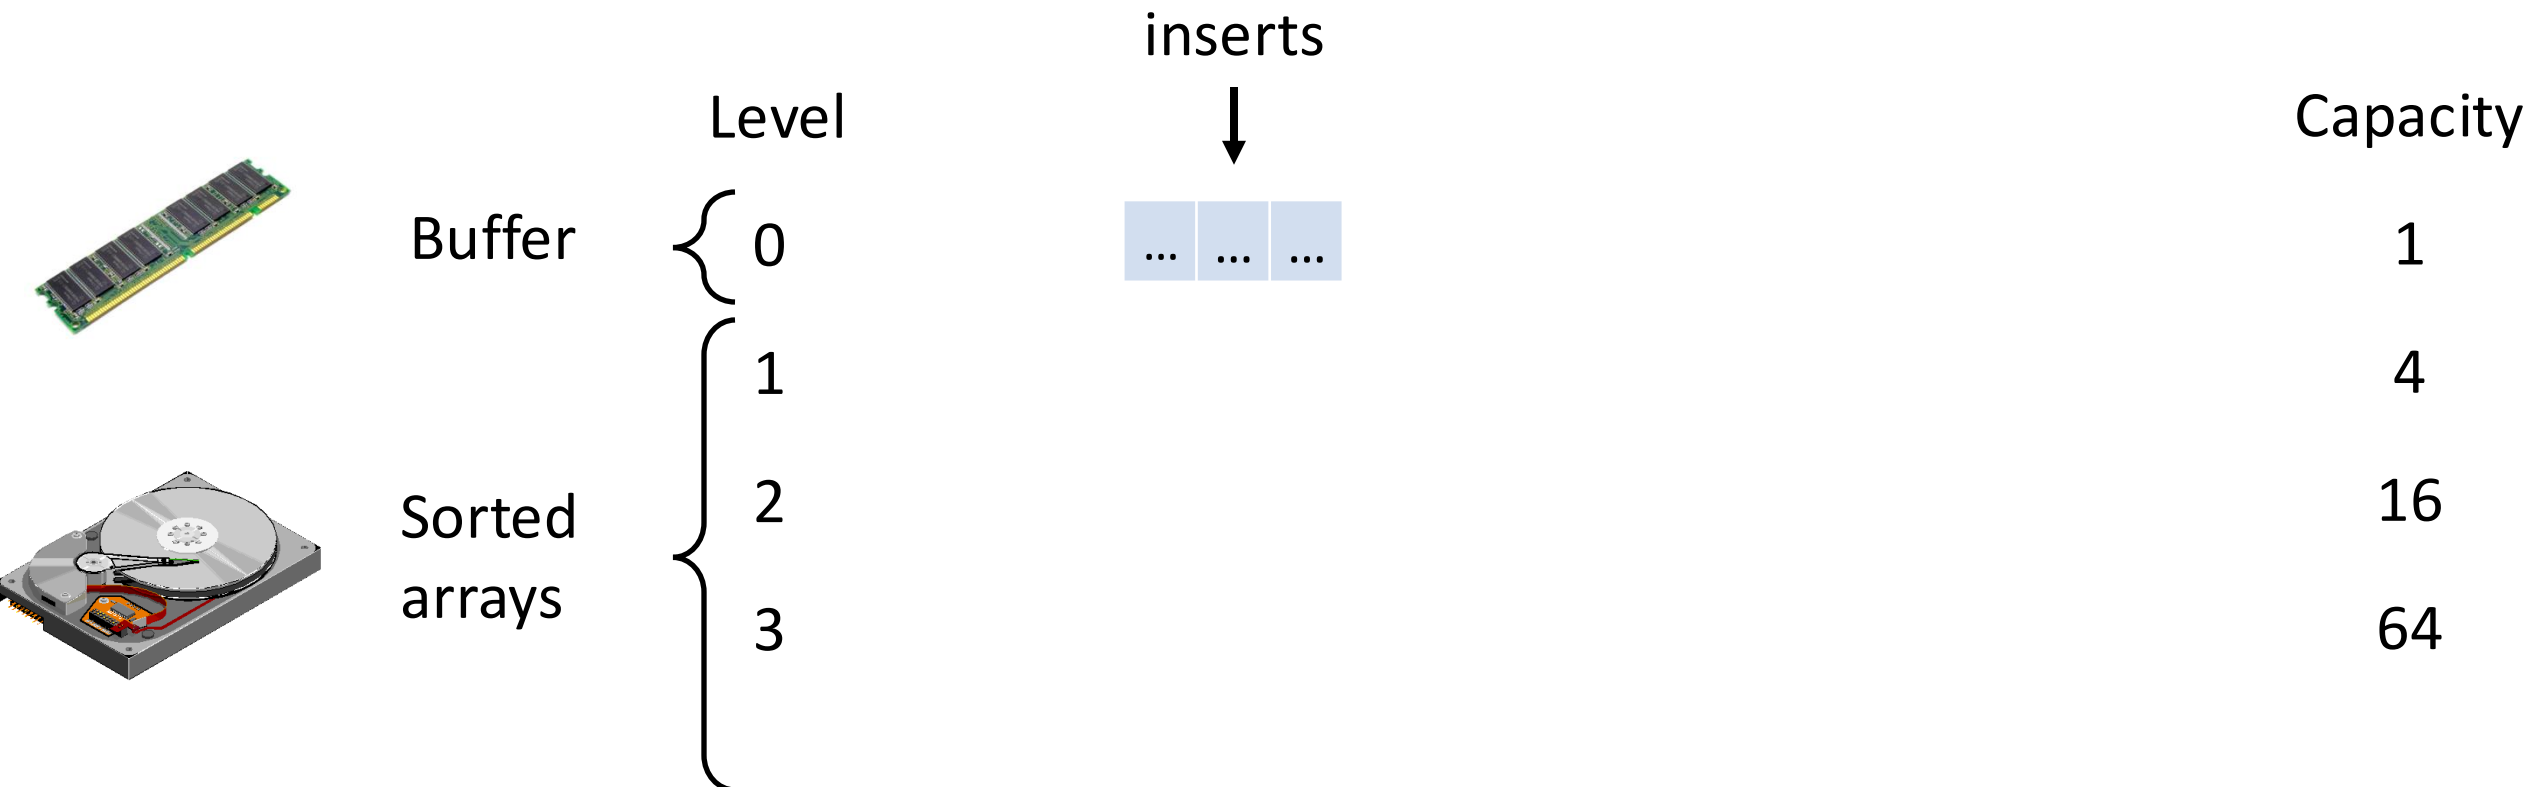 inserts
Level
Capacity
Buffer
0
... ... ...
1
1
4
Sorted
arrays
2
16
3
64